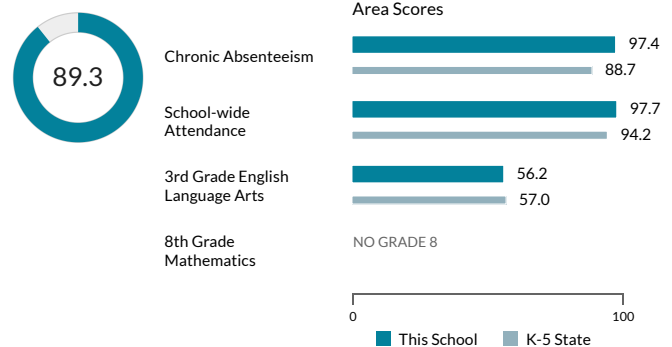 Area Scores
89.3
Chronic Absenteeism
97.4
88.7
School-wide
Attendance
97.7
94.2
3rd Grade English
Language Arts
56.2
57.0
8th Grade
Mathematics
NO GRADE 8
0
100
This School
K-5 State